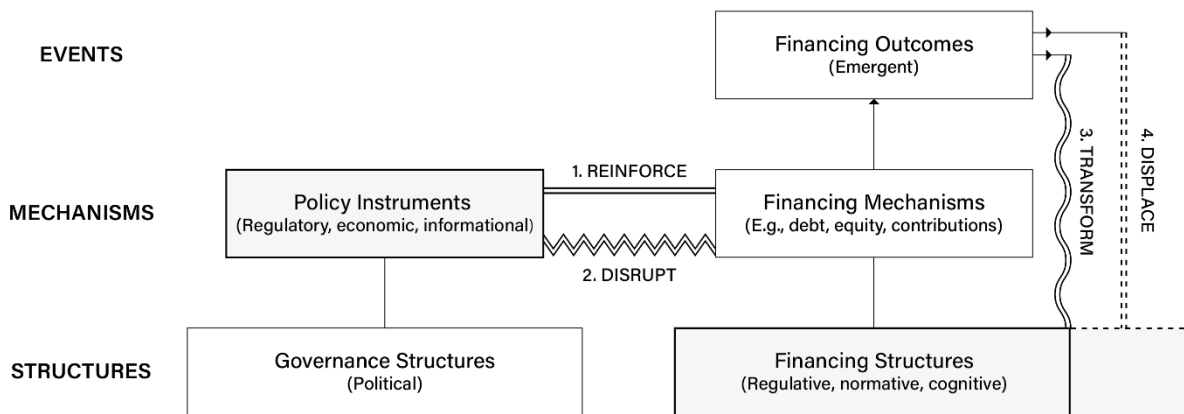 EVENTS
Financing Outcomes
(Emergent)
1. REINFORCE
3. TRANSFORM
4. DISPLACE
MECHANISMS
Policy Instruments
(Regulatory, economic, informational)
Financing Mechanisms
(E.g., debt, equity, contributions)
2. DISRUPT
STRUCTURES
Governance Structures
(Political)
Financing Structures
(Regulative, normative, cognitive)